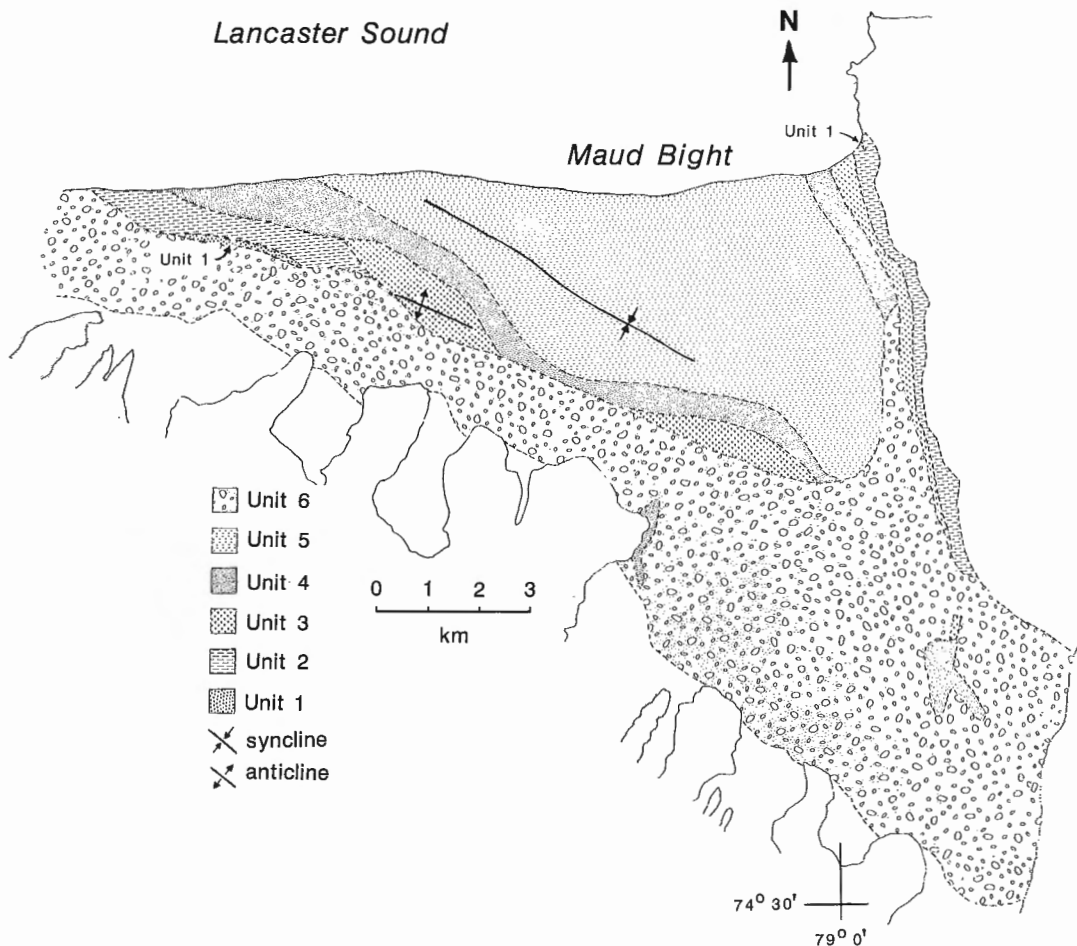 Lancaster Sound
N
Unit 1
Maud Bight
Unit 1
Unit 6
Unit 5
Unit 4
Unit 3
Unit 2
Unit 1
syncline
anticline
0 1 2 3
km
74° 30'
79° 0'